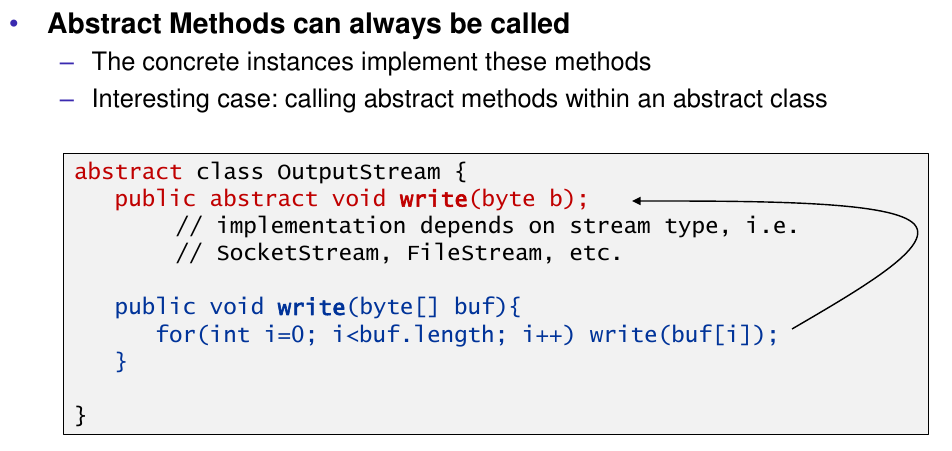 • Abstract Methods can always be called
– The concrete instances implement these methods
– Interesting case: calling abstract methods within an abstract class
abstract class OutputStream {
public abstract void write(byte b);
// implementation depends on stream type, i.e.
// SocketStream, FileStream, etc.
public void write(byte[] buf){
for(int i=0; i<buf.length; i++) write(buf[i]);
}
}